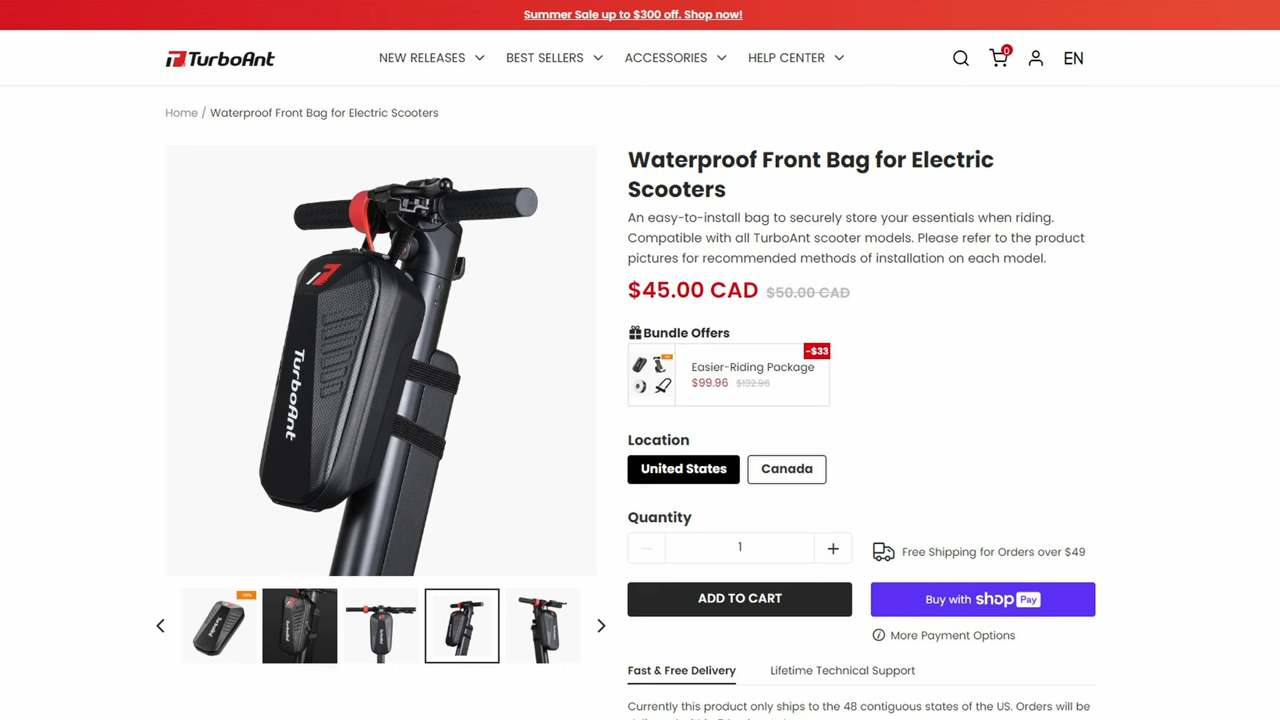 Summer Sale up to $300 off. Shop now!
TurboAnt
NEW RELEASES
BEST SELLERS
ACCESSORIES
HELP CENTER
0
EN
Home / Waterproof Front Bag for Electric Scooters
TurboAnt
Waterproof Front Bag for Electric
Scooters
An easy-to-install bag to securely store your essentials when riding.
Compatible with all TurboAnt scooter models. Please refer to the product
pictures for recommended methods of installation on each model.
$45.00 CAD $50.00 CAD
Bundle Offers
-$33
Easier-Riding Package
$99.96 $132.96
Location
United States
Canada
Quantity
1
Free Shipping for Orders over $49
ADD TO CART
Buy with shop Pay
More Payment Options
Fast & Free Delivery
Lifetime Technical Support
Currently this product only ships to the 48 contiguous states of the US. Orders will be